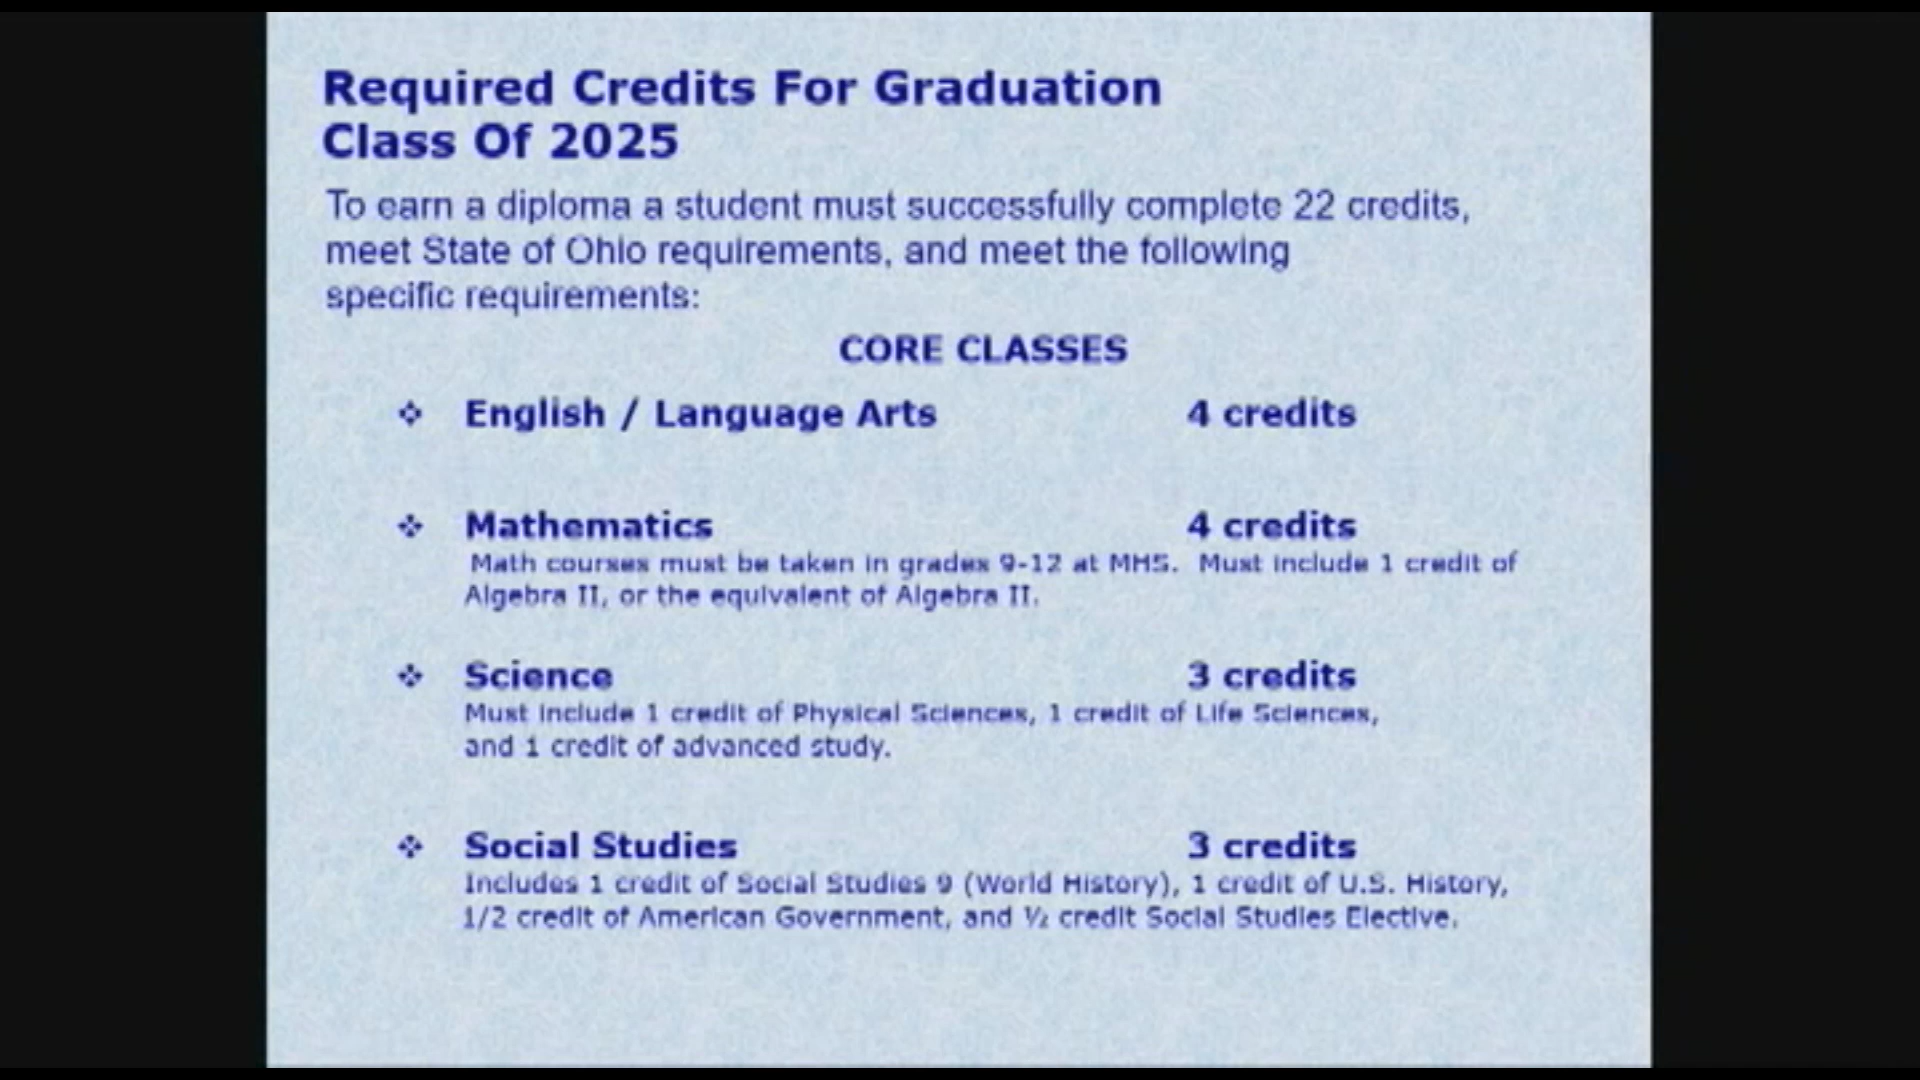 Required Credits For Graduation
Class Of 2025
To earn a diploma a student must successfully complete 22 credits,
meet State of Ohio requirements, and meet the following
specific requirements:
CORE CLASSES
❖ English / Language Arts 4 credits
❖ Mathematics 4 credits
Math courses must be taken in grades 9-12 at MHS. Must include 1 credit of
Algebra II, or the equivalent of Algebra II.
❖ Science 3 credits
Must include 1 credit of Physical Sciences, 1 credit of Life Sciences,
and 1 credit of advanced study.
❖ Social Studies 3 credits
Includes 1 credit of Social Studies 9 (World History), 1 credit of U.S. History,
1/2 credit of American Government, and ½ credit Social Studies Elective.